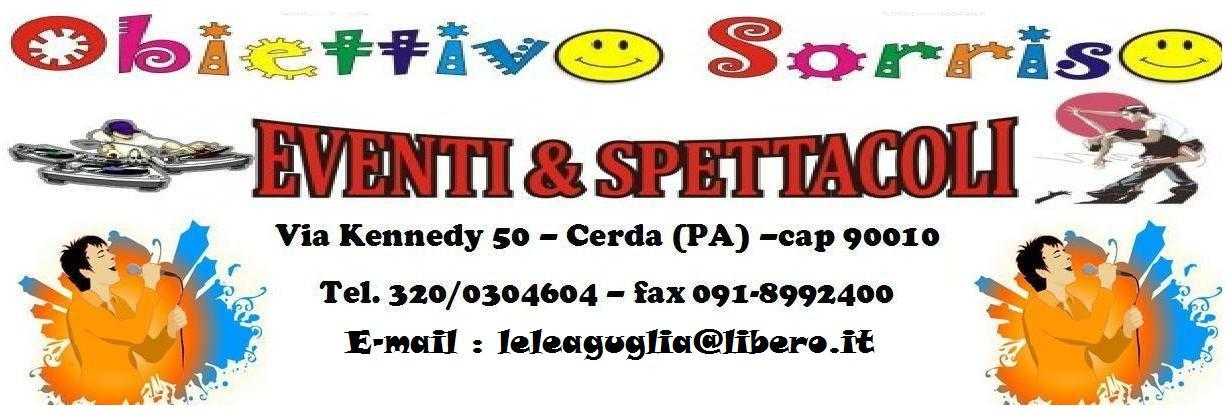 Obiettivo Sorriso
EVENTI & SPETTACOLI
Via Kennedy 50 – Cerda (PA) –cap 90010
Tel. 320/0304604 – fax 091-8992400
E-mail : leleaguglia@libero.it